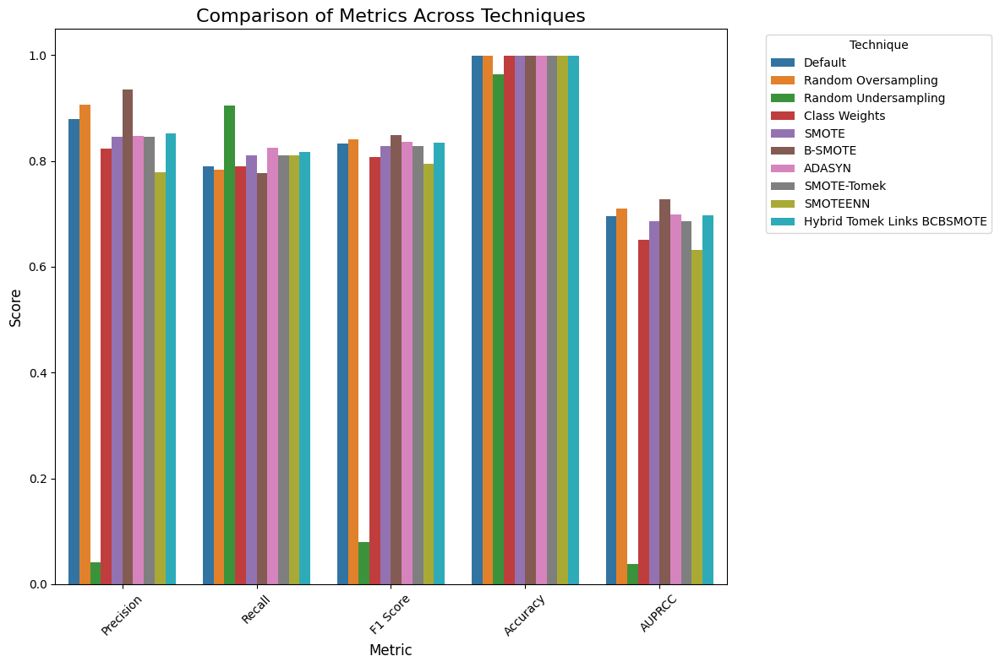 Comparison of Metrics Across Techniques
Score
1.0
0.8
0.6
0.4
0.2
0.0
Precision
Recall
F1 Score
Accuracy
AUPRCC
Metric
Technique
Default
Random Oversampling
Random Undersampling
Class Weights
SMOTE
B-SMOTE
ADASYN
SMOTE-Tomek
SMOTEENN
Hybrid Tomek Links BCBSMOTE